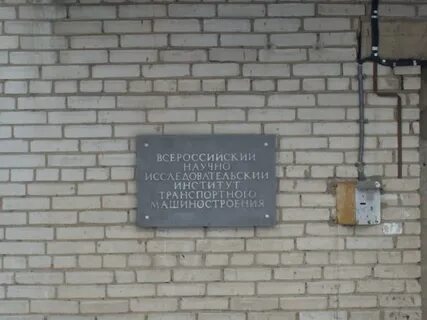 ВСЕРОССИЙСКИЙ
НАУЧНО
ИССЛЕДОВАТЕЛЬСКИЙ
ИНСТИТУТ
ТРАНСПОРТНОГО
МАШИНОСТРОЕНИЯ